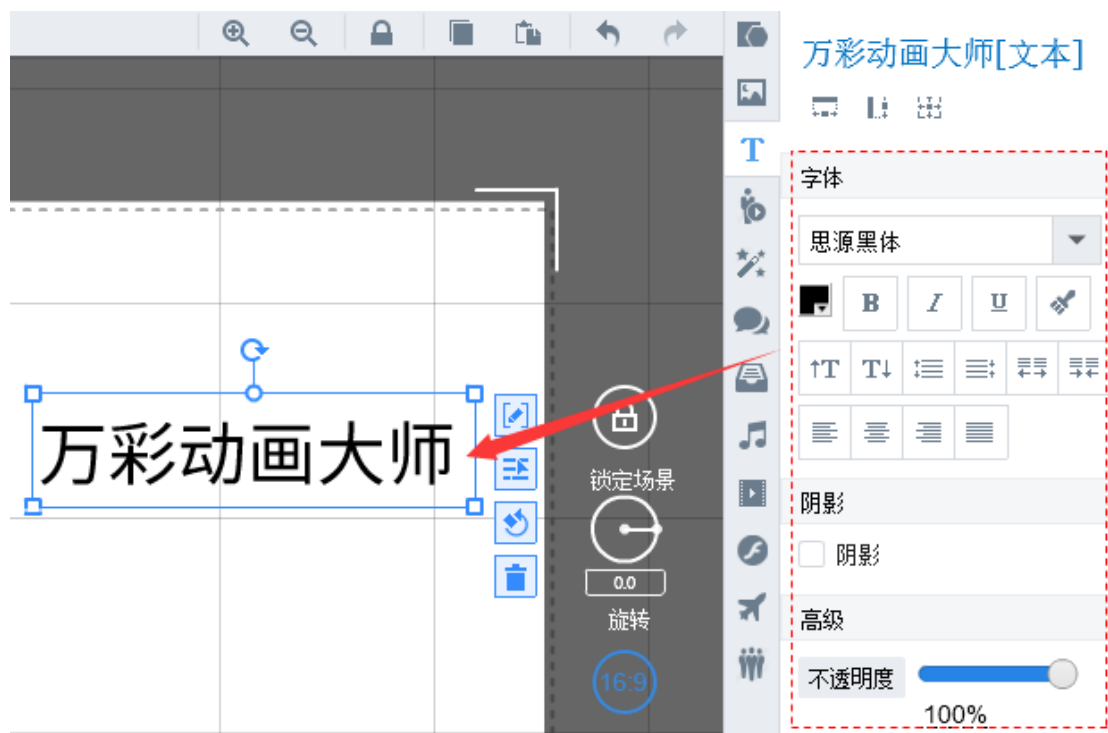 万彩动画大师[文本]
字体
思源黑体
B I U
↑T T↓
万彩动画大师
锁定场景
0.0
旋转
16:9
阴影
阴影
高级
不透明度
100%